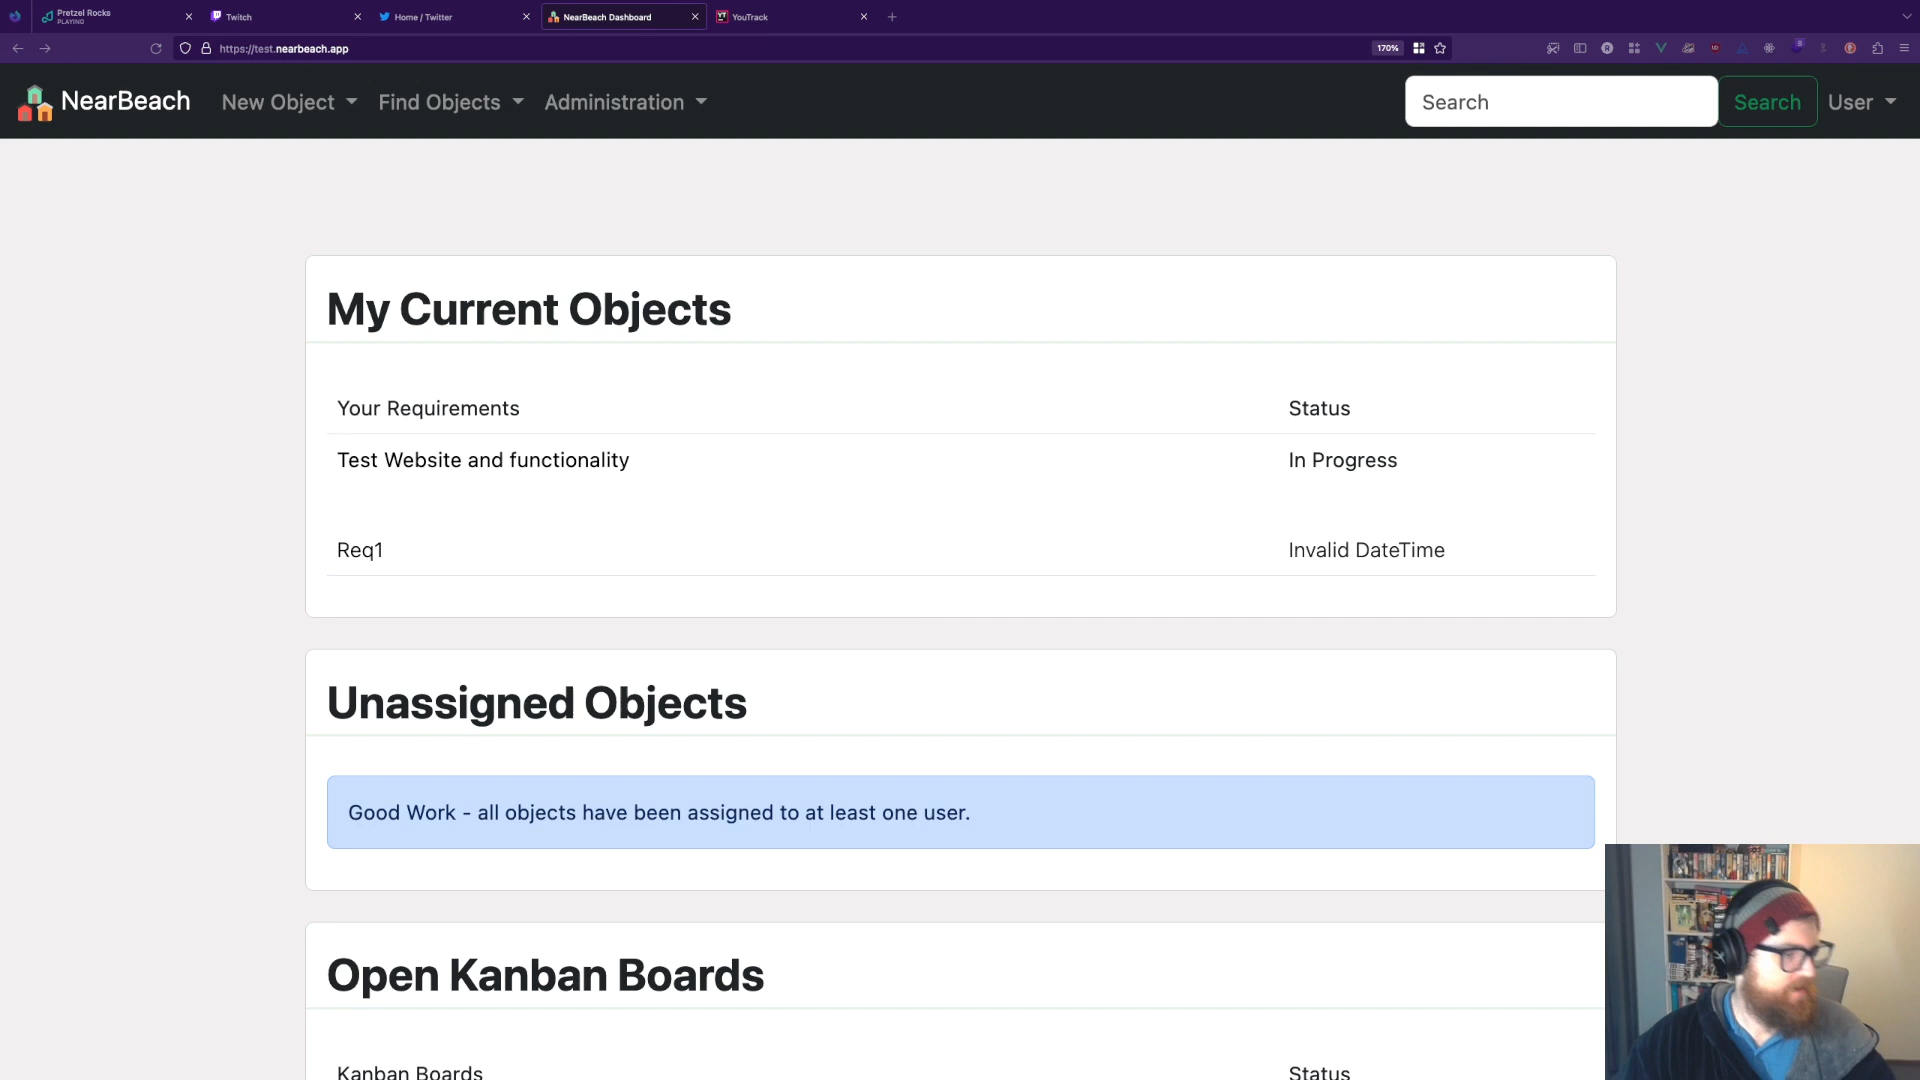 Pretzel Rocks
PLAYING
Twitch
Home / Twitter
NearBeach Dashboard
YouTrack
https://test.nearbeach.app
170%
NearBeach
New Object
Find Objects
Administration
Search
Search
User
My Current Objects
Your Requirements
Status
Test Website and functionality
In Progress
Req1
Invalid DateTime
Unassigned Objects
Good Work - all objects have been assigned to at least one user.
Open Kanban Boards
Kanban Boards
Status